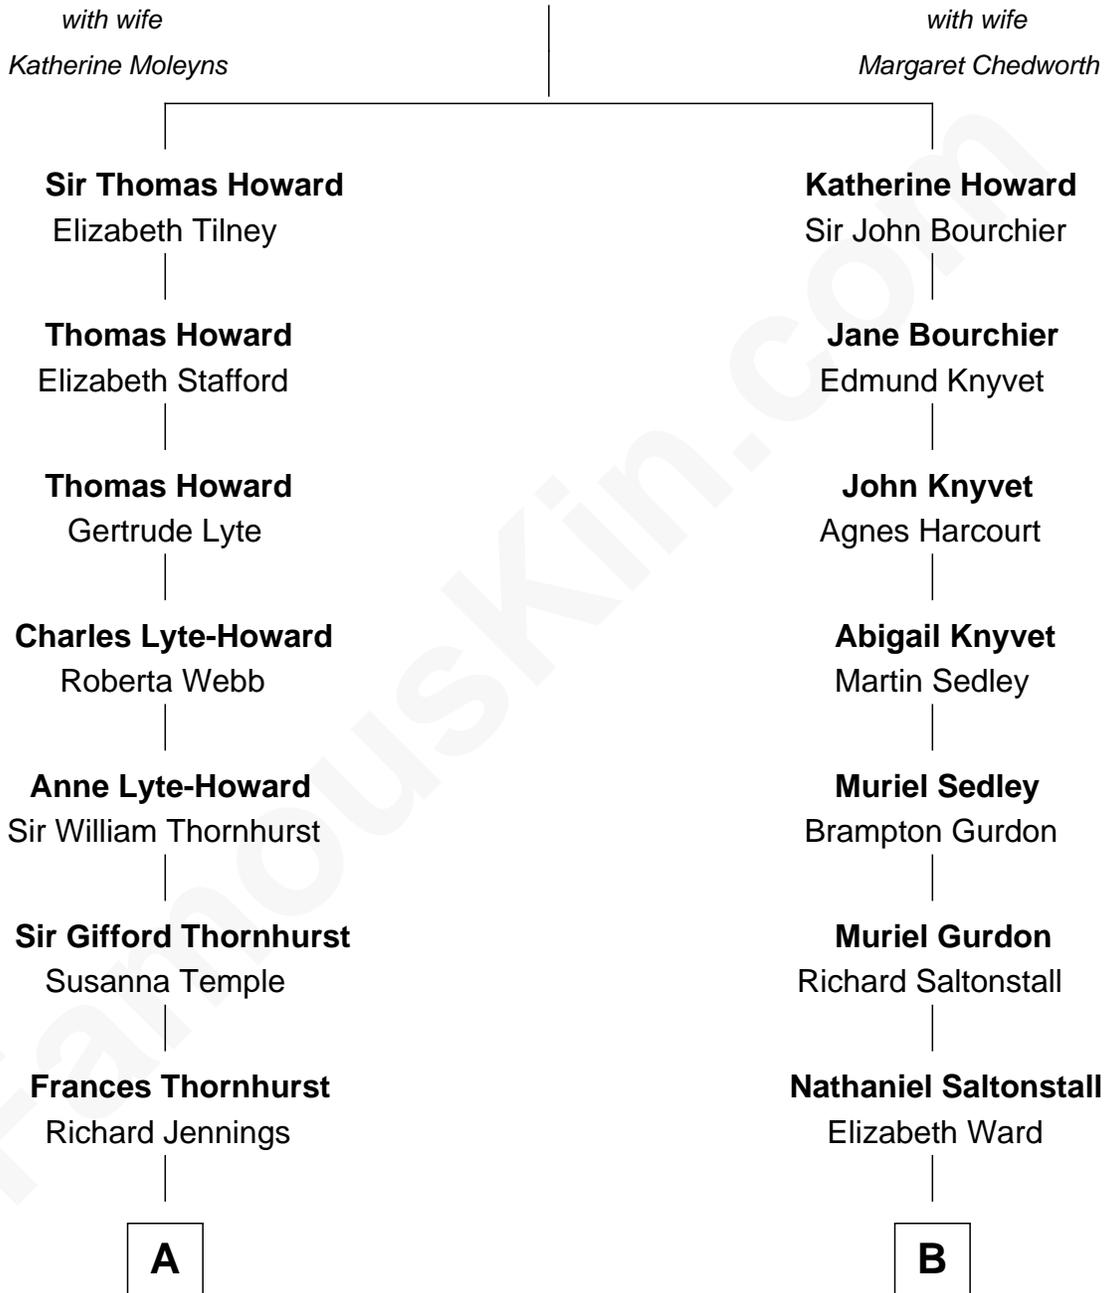 with wife
Katherine Moleyns
with wife
Margaret Chedworth
Sir Thomas Howard
Elizabeth Tilney
Katherine Howard
Sir John Bourchier
Thomas Howard
Elizabeth Stafford
Jane Bourchier
Edmund Knyvet
Thomas Howard
Gertrude Lyte
John Knyvet
Agnes Harcourt
Charles Lyte-Howard
Roberta Webb
Abigail Knyvet
Martin Sedley
Anne Lyte-Howard
Sir William Thornhurst
Muriel Sedley
Brampton Gurdon
Sir Gifford Thornhurst
Susanna Temple
Muriel Gurdon
Richard Saltonstall
Frances Thornhurst
Richard Jennings
Nathaniel Saltonstall
Elizabeth Ward
A
B
FamousKin.com